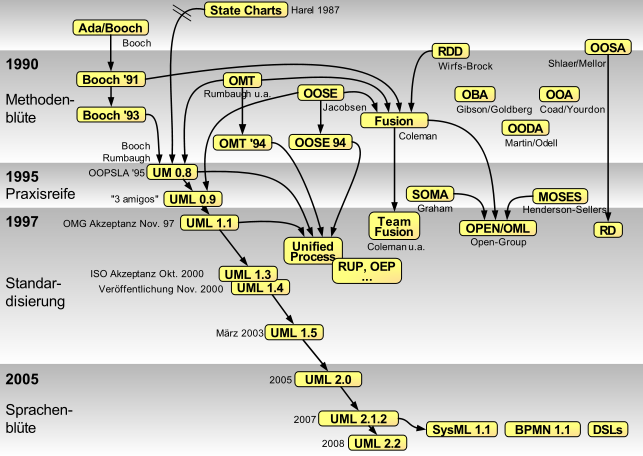 State Charts
Harel 1987
Ada/Booch
Booch
1990
Methoden-
blüte
RDD
Wirfs-Brock
OOSA
Shlaer/Mellor
Booch '91
OMT
Rumbaugh u.a.
OOSE
Jacobsen
OBA
Gibson/Goldberg
OOA
Coad/Yourdon
Booch '93
Fusion
Coleman
OODA
Martin/Odell
OMT '94
OOSE 94
Booch
Rumbaugh
1995
Praxisreife
OOPSLA '95
UM 0.8
"3 amigos"
UML 0.9
SOMA
Graham
MOSES
Henderson-Sellers
1997
OMG Akzeptanz Nov. 97
UML 1.1
Team
Fusion
Coleman u.a.
OPEN/OML
Open-Group
RD
Unified
Process
RUP, OEP
...
Standar-
disierung
ISO Akzeptanz Okt. 2000
UML 1.3
Veröffentlichung Nov. 2000
UML 1.4
März 2003
UML 1.5
2005
Sprachen-
blüte
2005
UML 2.0
2007
UML 2.1.2
SysML 1.1
BPMN 1.1
DSLs
2008
UML 2.2